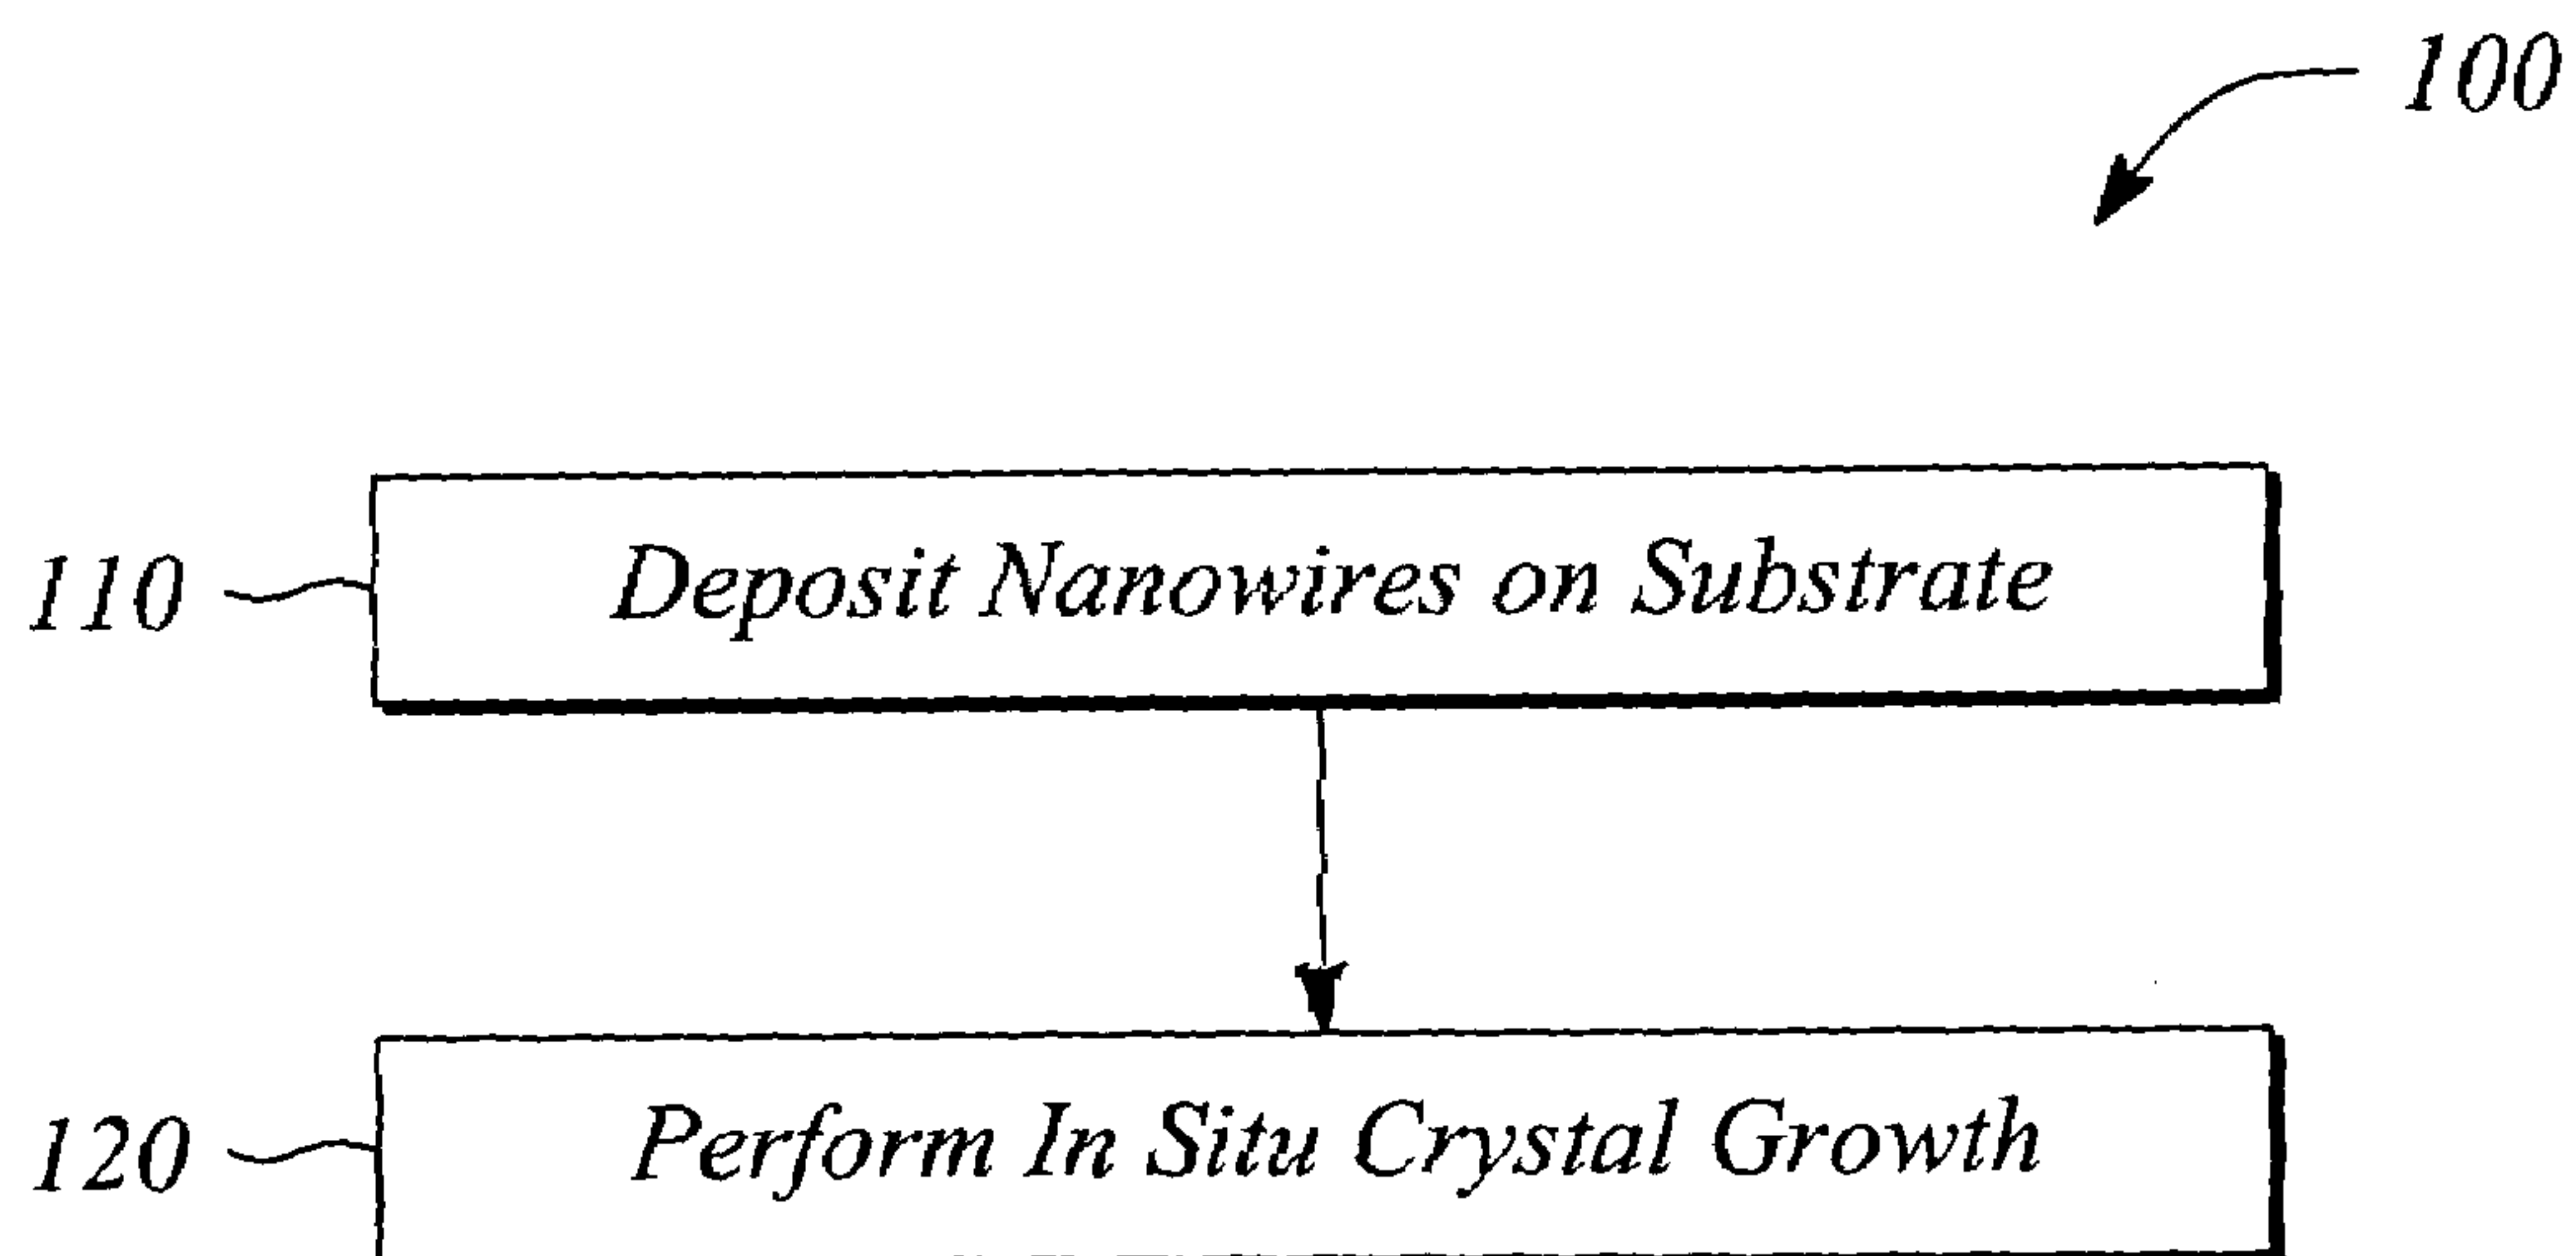 100
110 Deposit Nanowires on Substrate
120 Perform In Situ Crystal Growth